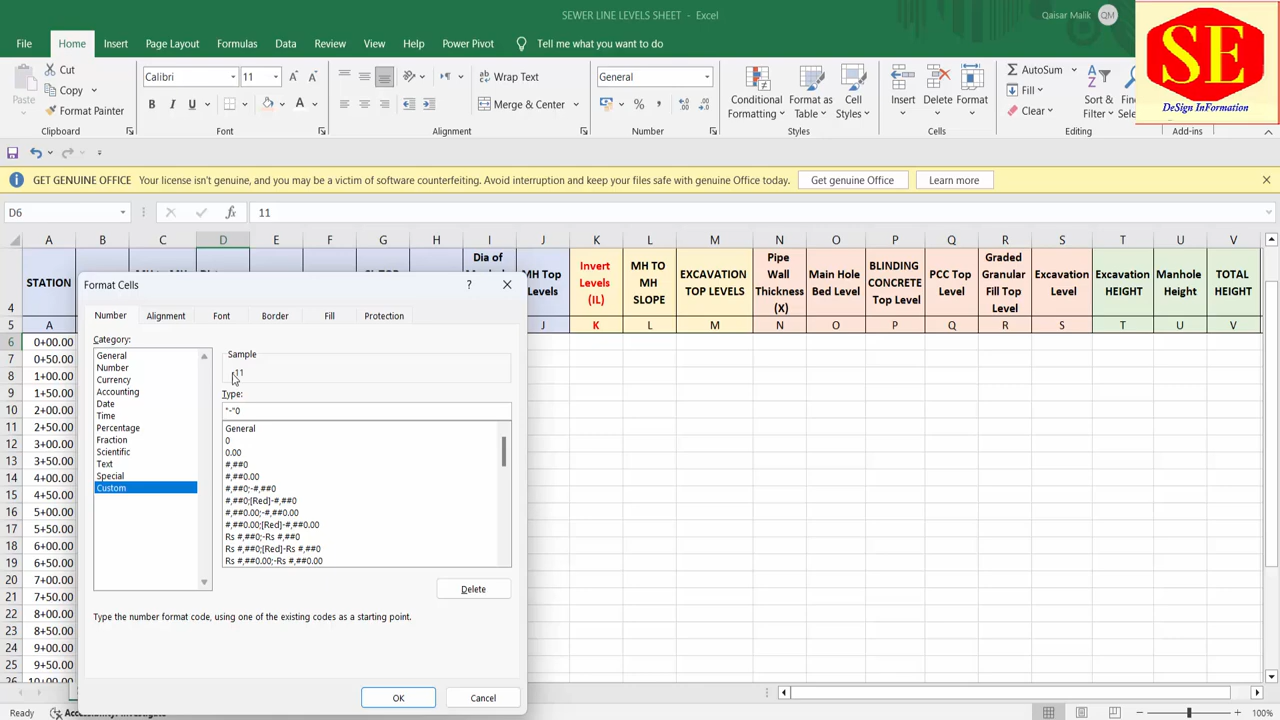 SEWER LINE LEVELS SHEET - Excel
Qaisar Malik QM
File Home Insert Page Layout Formulas Data Review View Help Power Pivot Tell me what you want to do
SE
DeSign InFormation
Paste
Cut
Copy
Format Painter
Clipboard
Calibri 11
B I U
Font
Wrap Text
Merge & Center
Alignment
General
Number
Conditional Formatting
Format as Table
Cell Styles
Styles
Insert Delete Format
Cells
AutoSum
Fill
Clear
Sort &
Filter
Editing
Add-ins
GET GENUINE OFFICE Your license isn't genuine, and you may be a victim of software counterfeiting. Avoid interruption and keep your files safe with genuine Office today. Get genuine Office Learn more
D6 fx 11
A B C D E F G H I J K L M N O P Q R S T U V
4 STATION
MH Top Levels
Invert Levels (IL)
MH TO MH SLOPE
EXCAVATION TOP LEVELS
Pipe Wall Thickness (X)
Main Hole Bed Level
BLINDING CONCRETE Top Level
PCC Top Level
Graded Granular Fill Top Level
Excavation Level
Excavation HEIGHT
Manhole Height
TOTAL HEIGHT
5 A J K L M N O P Q R S T U V
6 0+00.00
7 0+50.00
8 1+00.00
9 1+50.00
10 2+00.00
11 2+50.00
12 3+00.00
13 3+50.00
14 4+00.00
15 4+50.00
16 5+00.00
17 5+50.00
18 6+00.00
19 6+50.00
20 7+00.00
21 7+50.00
22 8+00.00
23 8+50.00
24 9+00.00
25 9+50.00
Format Cells ?
Number Alignment Font Border Fill Protection
Category:
General
Number
Currency
Accounting
Date
Time
Percentage
Fraction
Scientific
Text
Special
Custom
Sample
Type:
"-"0
General
0
0.00
#,##0
#,##0.00
#,##0;-#,##0
#,##0;[Red]-#,##0
#,##0.00;-#,##0.00
#,##0.00;[Red]-#,##0.00
Rs #,##0;-Rs #,##0
Rs #,##0;[Red]-Rs #,##0
Rs #,##0.00;-Rs #,##0.00
Delete
Type the number format code, using one of the existing codes as a starting point.
OK Cancel
Ready
100%